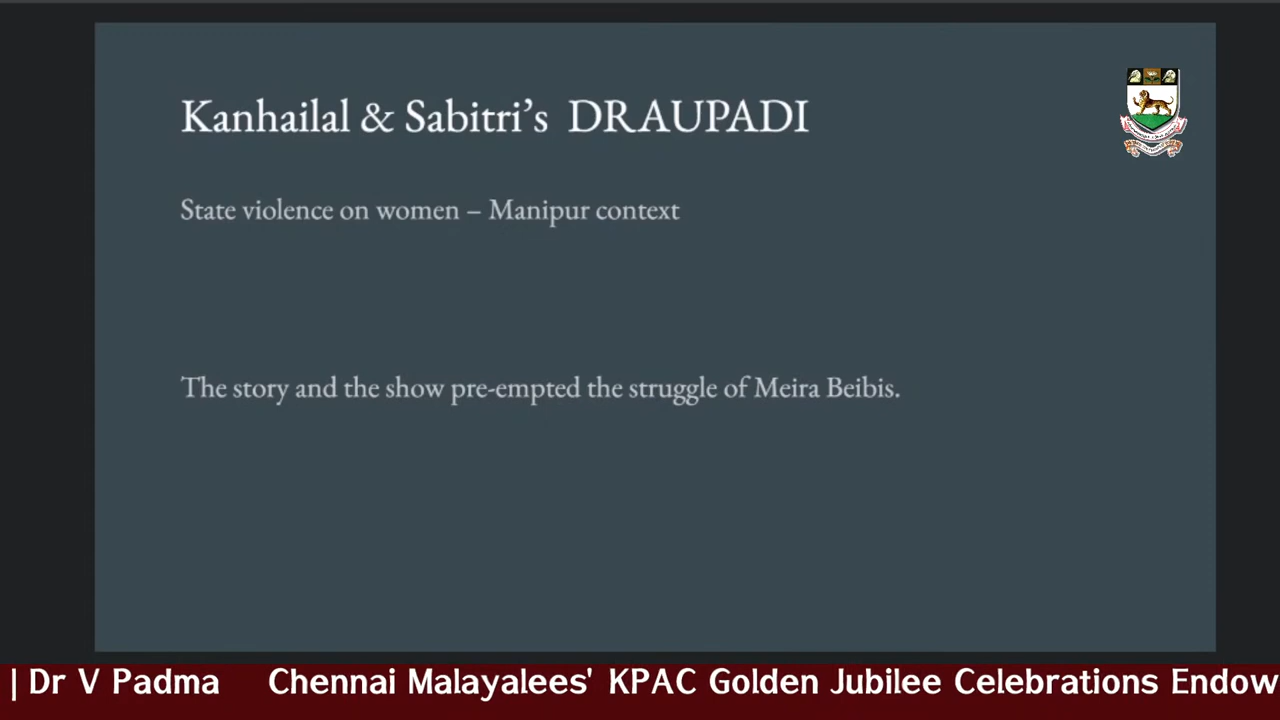 Kanhailal & Sabitri’s DRAUPADI
State violence on women – Manipur context
The story and the show pre-empted the struggle of Meira Beibis.
| Dr V Padma Chennai Malayalees' KPAC Golden Jubilee Celebrations Endow